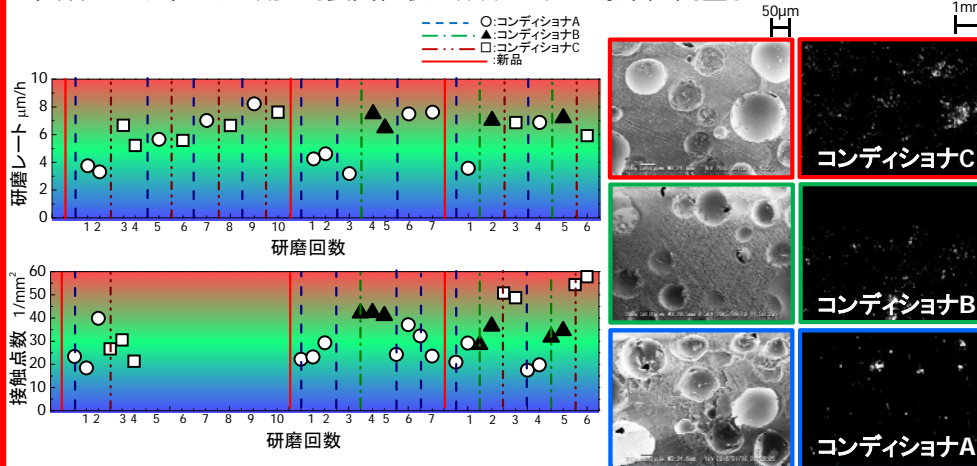 50μm
1mm
○:コンディショナA
▲:コンディショナB
□:コンディショナC
:新品
研磨レート μm/h
10
8
6
4
2
0
1 2 3 4 5 6 7 8 9 10 1 2 3 4 5 6 7 1 2 3 4 5 6
研磨回数
接触点数 1/mm²
60
50
40
30
20
10
0
1 2 3 4 5 6 7 8 9 10 1 2 3 4 5 6 7 1 2 3 4 5 6
研磨回数
コンディショナC
コンディショナB
コンディショナA